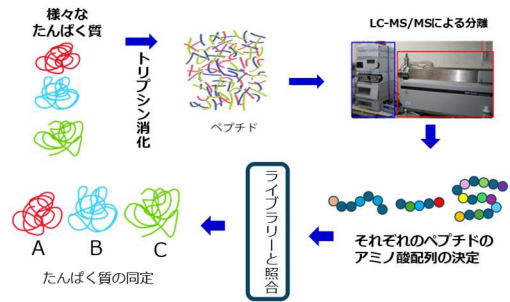 様々な
たんぱく質
トリプシン消化
ペプチド
LC-MS/MSによる分離
それぞれのペプチドの
アミノ酸配列の決定
ライブラリーと照合
A B C
たんぱく質の同定